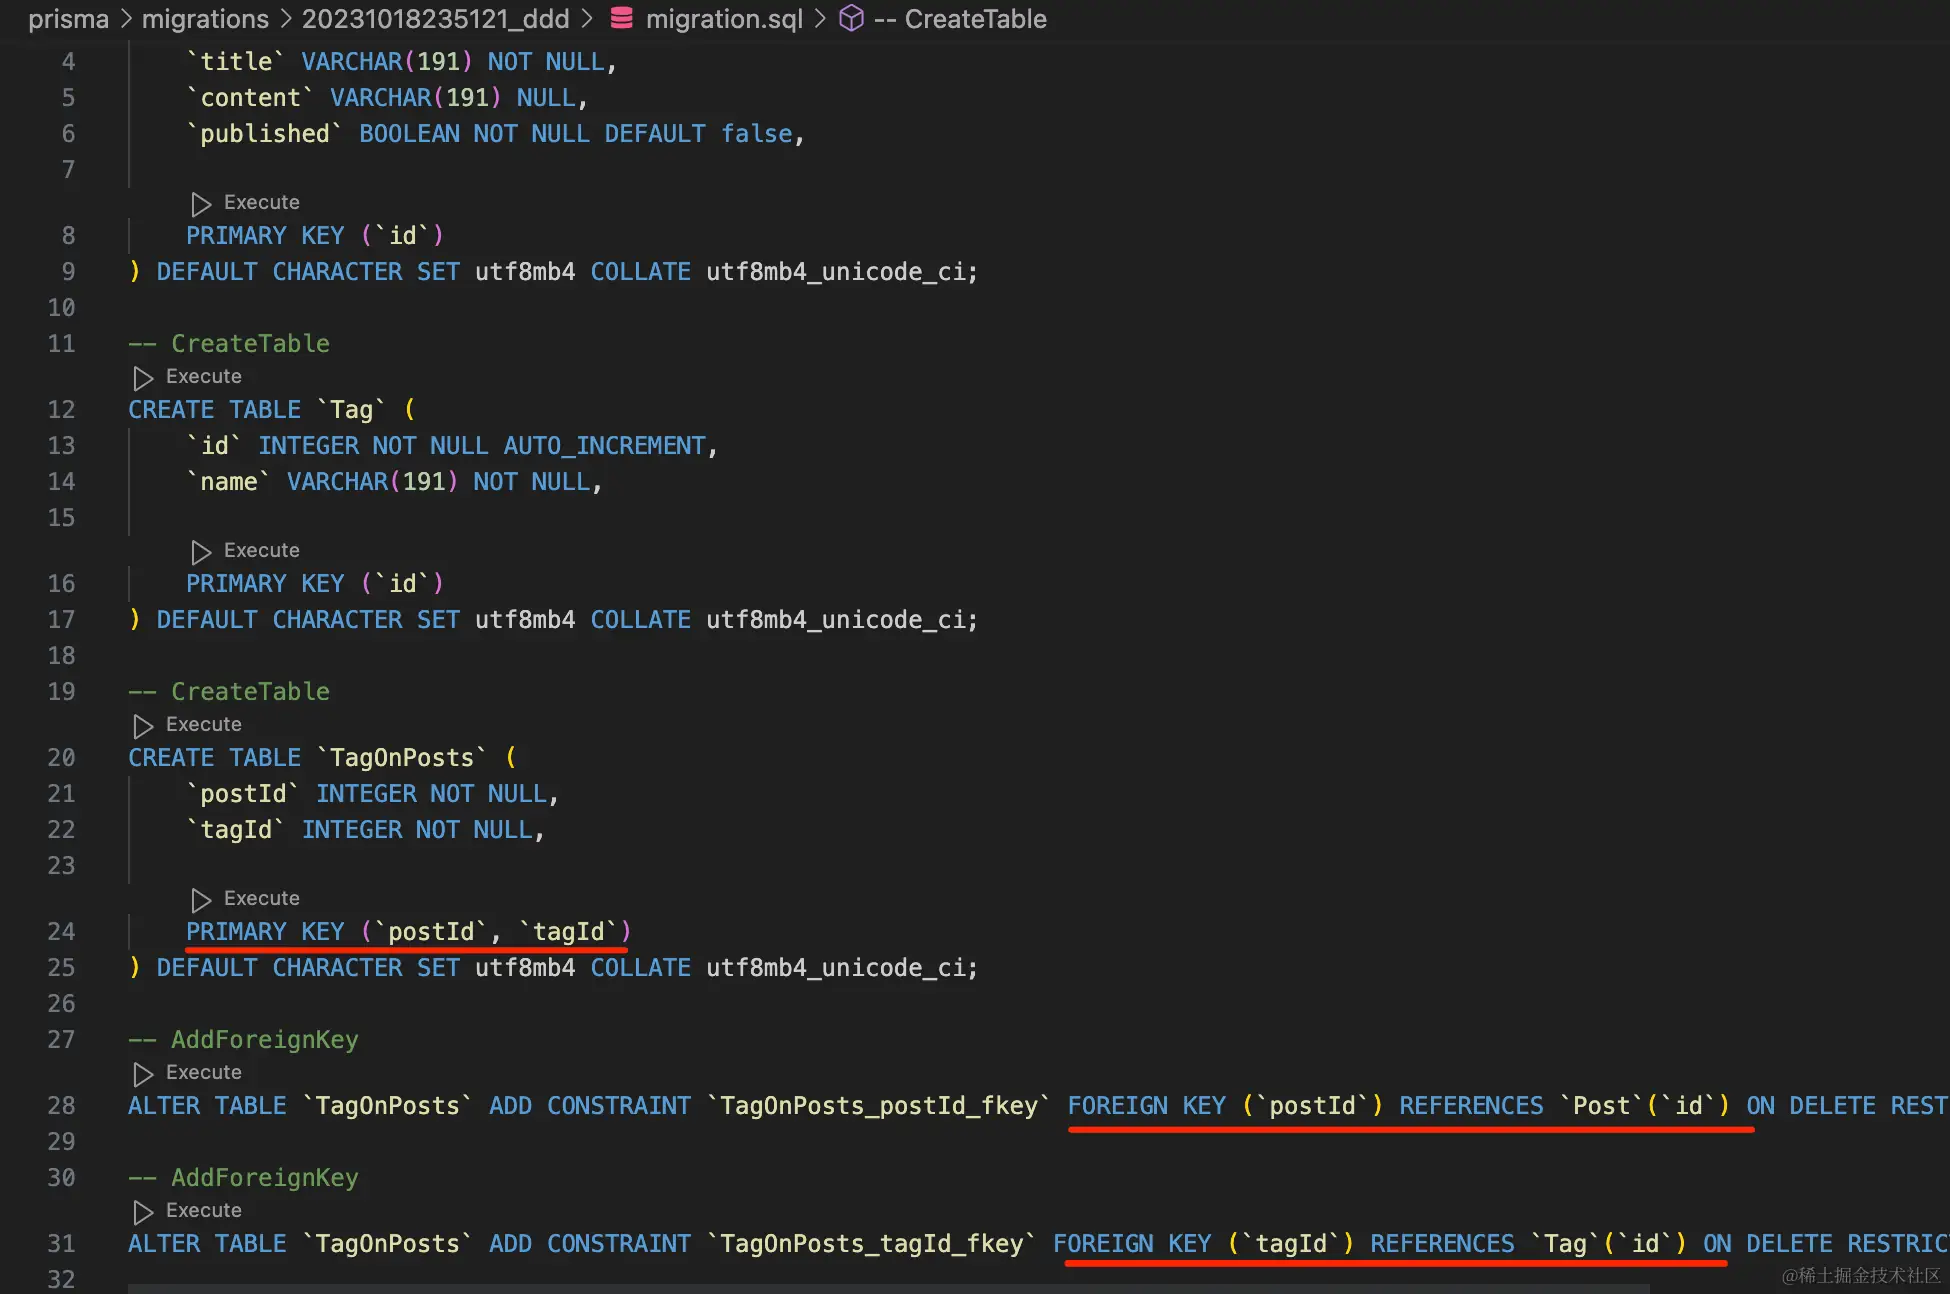 prisma > migrations > 20231018235121_ddd > migration.sql > -- CreateTable
4 `title` VARCHAR(191) NOT NULL,
5 `content` VARCHAR(191) NULL,
6 `published` BOOLEAN NOT NULL DEFAULT false,
7
Execute
8 PRIMARY KEY (`id`)
9 ) DEFAULT CHARACTER SET utf8mb4 COLLATE utf8mb4_unicode_ci;
10
11 -- CreateTable
Execute
12 CREATE TABLE `Tag` (
13 `id` INTEGER NOT NULL AUTO_INCREMENT,
14 `name` VARCHAR(191) NOT NULL,
15
Execute
16 PRIMARY KEY (`id`)
17 ) DEFAULT CHARACTER SET utf8mb4 COLLATE utf8mb4_unicode_ci;
18
19 -- CreateTable
Execute
20 CREATE TABLE `TagOnPosts` (
21 `postId` INTEGER NOT NULL,
22 `tagId` INTEGER NOT NULL,
23
Execute
24 PRIMARY KEY (`postId`, `tagId`)
25 ) DEFAULT CHARACTER SET utf8mb4 COLLATE utf8mb4_unicode_ci;
26
27 -- AddForeignKey
Execute
28 ALTER TABLE `TagOnPosts` ADD CONSTRAINT `TagOnPosts_postId_fkey` FOREIGN KEY (`postId`) REFERENCES `Post`(`id`) ON DELETE REST
29
30 -- AddForeignKey
Execute
31 ALTER TABLE `TagOnPosts` ADD CONSTRAINT `TagOnPosts_tagId_fkey` FOREIGN KEY (`tagId`) REFERENCES `Tag`(`id`) ON DELETE RESTRIC
32
@稀土掘金技术社区